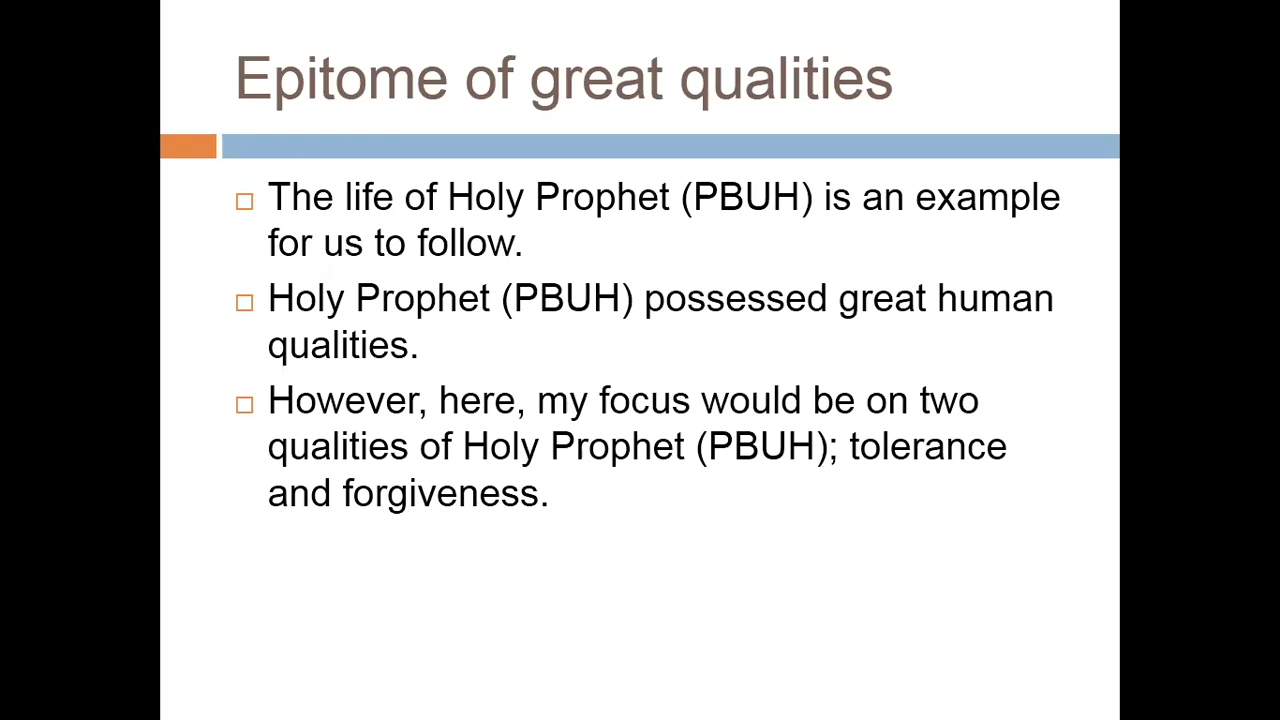 Epitome of great qualities
The life of Holy Prophet (PBUH) is an example
for us to follow.
Holy Prophet (PBUH) possessed great human
qualities.
However, here, my focus would be on two
qualities of Holy Prophet (PBUH); tolerance
and forgiveness.